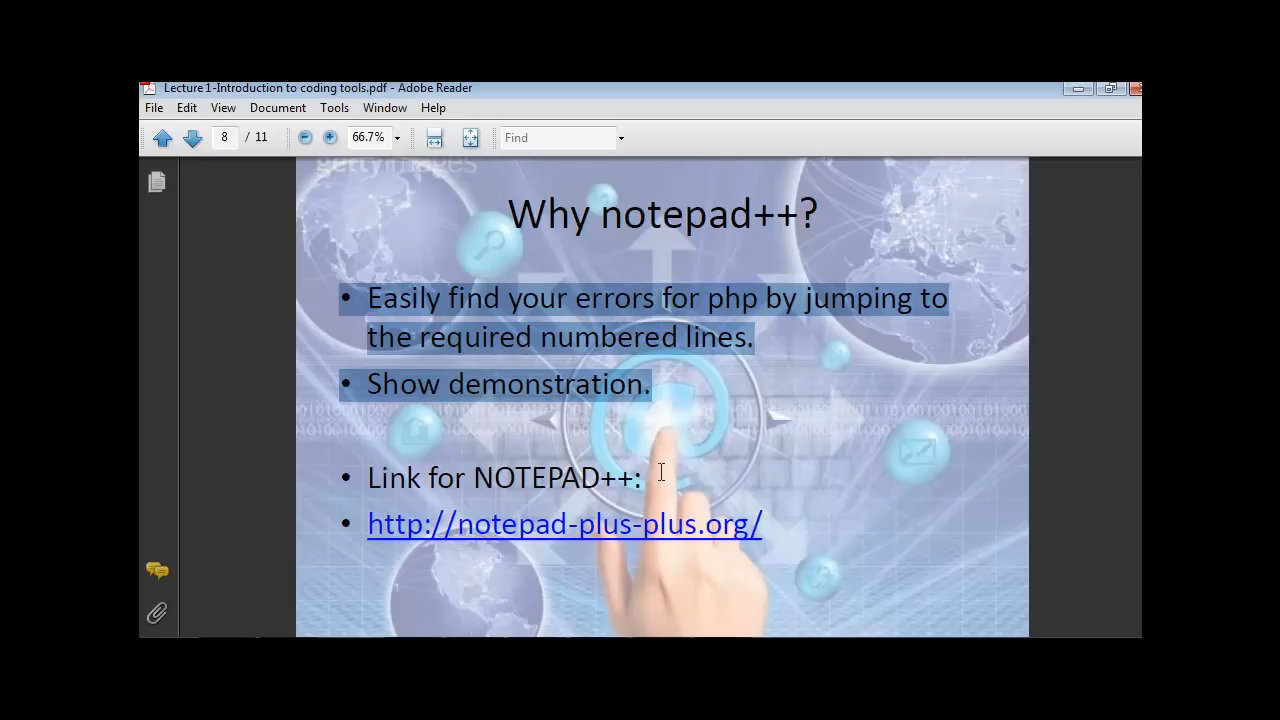 Lecture 1-Introduction to coding tools.pdf - Adobe Reader
File Edit View Document Tools Window Help
8 / 11 66.7% Find
gettyimages
Why notepad++?
• Easily find your errors for php by jumping to
the required numbered lines.
• Show demonstration.
• Link for NOTEPAD++:
• http://notepad-plus-plus.org/